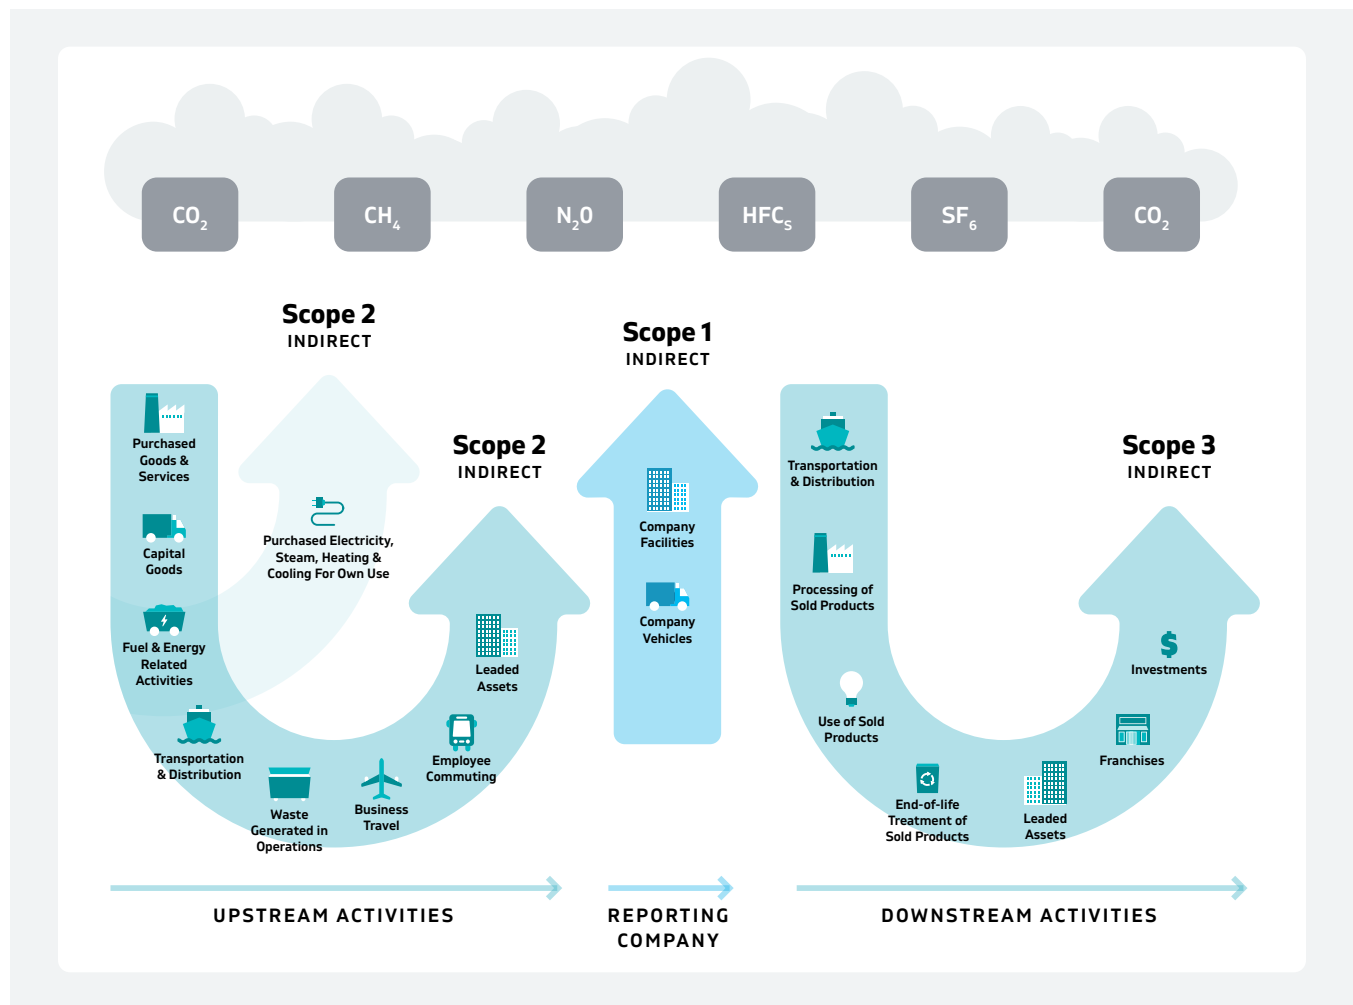 CO2
CH4
N20
HFCS
SF6
CO2
Scope 2
INDIRECT
Scope 1
INDIRECT
Scope 2
INDIRECT
Scope 3
INDIRECT
Purchased
Goods &
Services
Capital
Goods
Fuel & Energy
Related
Activities
Transportation
& Distribution
Waste
Generated in
Operations
Business
Travel
Employee
Commuting
Leaded
Assets
Purchased Electricity,
Steam, Heating &
Cooling For Own Use
Company
Facilities
Company
Vehicles
Transportation
& Distribution
Processing of
Sold Products
Use of Sold
Products
End-of-life
Treatment of
Sold Products
Leaded
Assets
Franchises
$
Investments
UPSTREAM ACTIVITIES
REPORTING
COMPANY
DOWNSTREAM ACTIVITIES